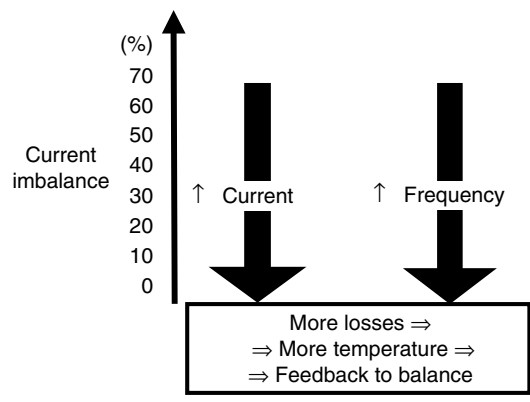 (%)
70
60
50
40
30
20
10
0
Current
imbalance
↑ Current
↑ Frequency
More losses ⇒
⇒ More temperature ⇒
⇒ Feedback to balance